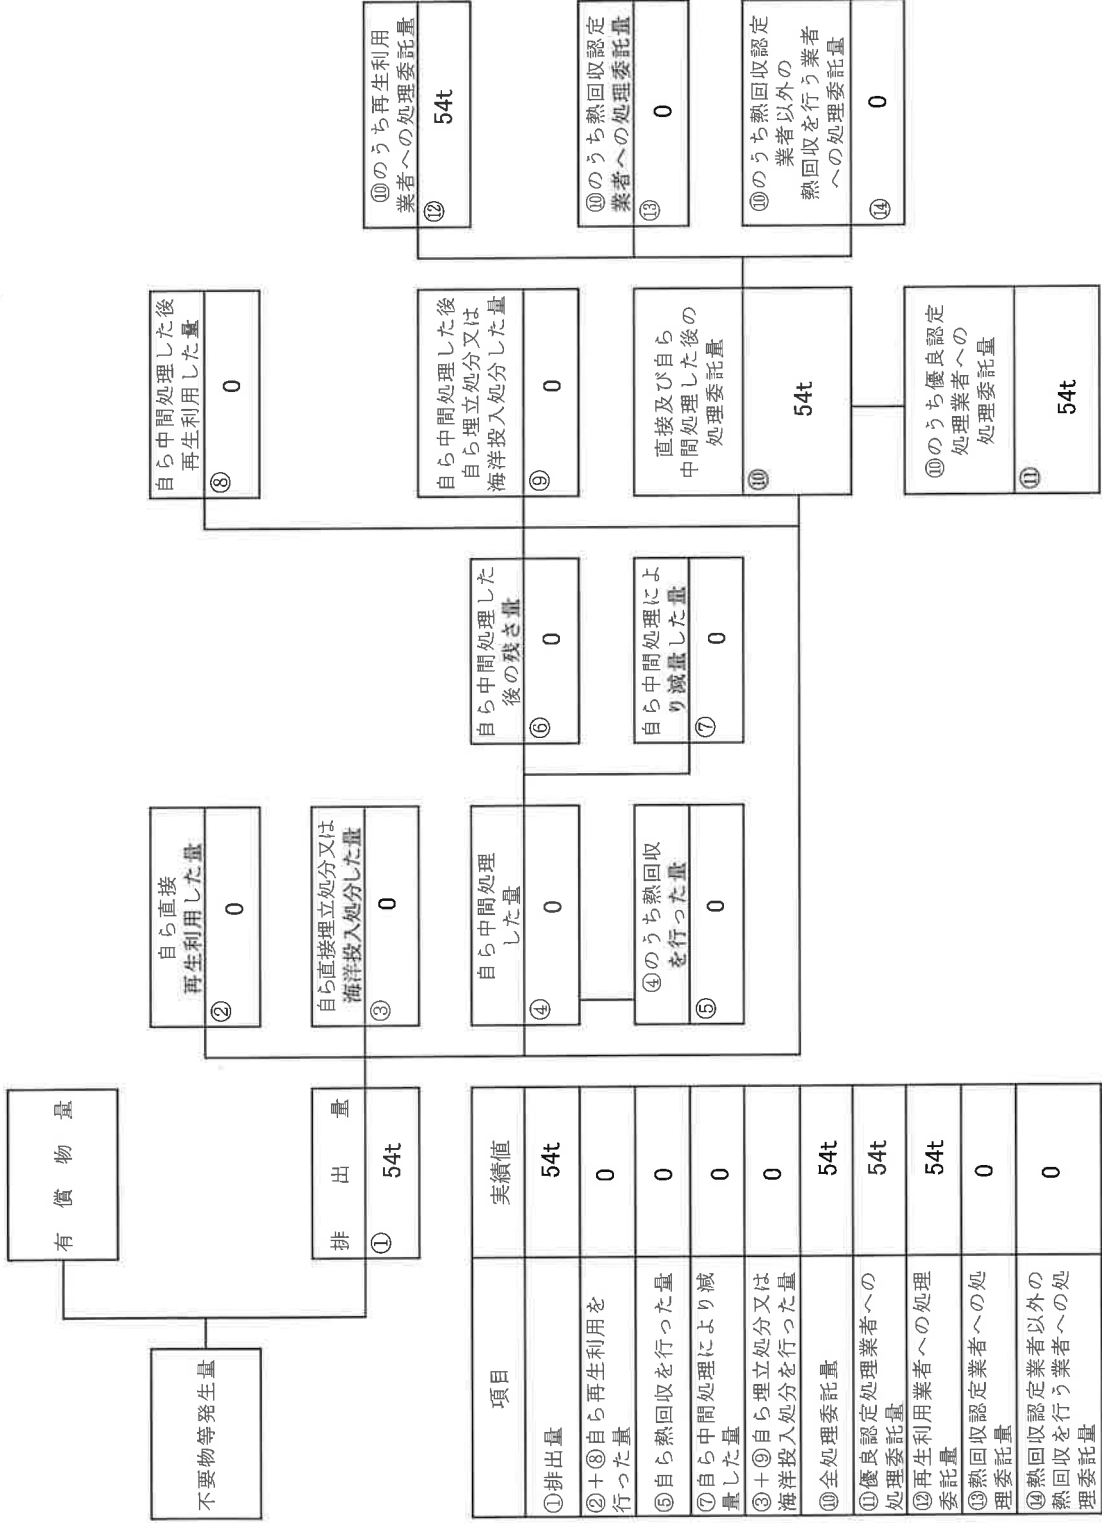 不要物等発生量
有償物量
排出量
①
54t
自ら直接
再生利用した量
②
0
自ら直接埋立処分又は
海洋投入処分した量
③
0
自ら中間処理
した量
④
0
④のうち熱回収
を行った量
⑤
0
自ら中間処理した
後の残さ量
⑥
0
自ら中間処理によ
り減量した量
⑦
0
自ら中間処理した後
再生利用した量
⑧
0
自ら中間処理した後
自ら埋立処分又は
海洋投入処分した量
⑨
0
直接及び自ら
中間処理した後の
処理委託量
⑩
54t
⑩のうち優良認定
処理業者への
処理委託量
⑪
54t
⑩のうち再生利用
業者への処理委託量
⑫
54t
⑩のうち熱回収認定
業者への処理委託量
⑬
0
⑩のうち熱回収認定
業者以外の
熱回収を行う業者
への処理委託量
⑭
0
項目 実績値
①排出量 54t
②+⑧自ら再生利用を
行った量 0
⑤自ら熱回収を行った量 0
⑦自ら中間処理により減
量した量 0
③+⑨自ら埋立処分又は
海洋投入処分を行った量 0
⑩全処理委託量 54t
⑪優良認定処理業者への
処理委託量 54t
⑫再生利用業者への処理
委託量 54t
⑬熱回収認定業者への処
理委託量 0
⑭熱回収認定業者以外の
熱回収を行う業者への処
理委託量 0